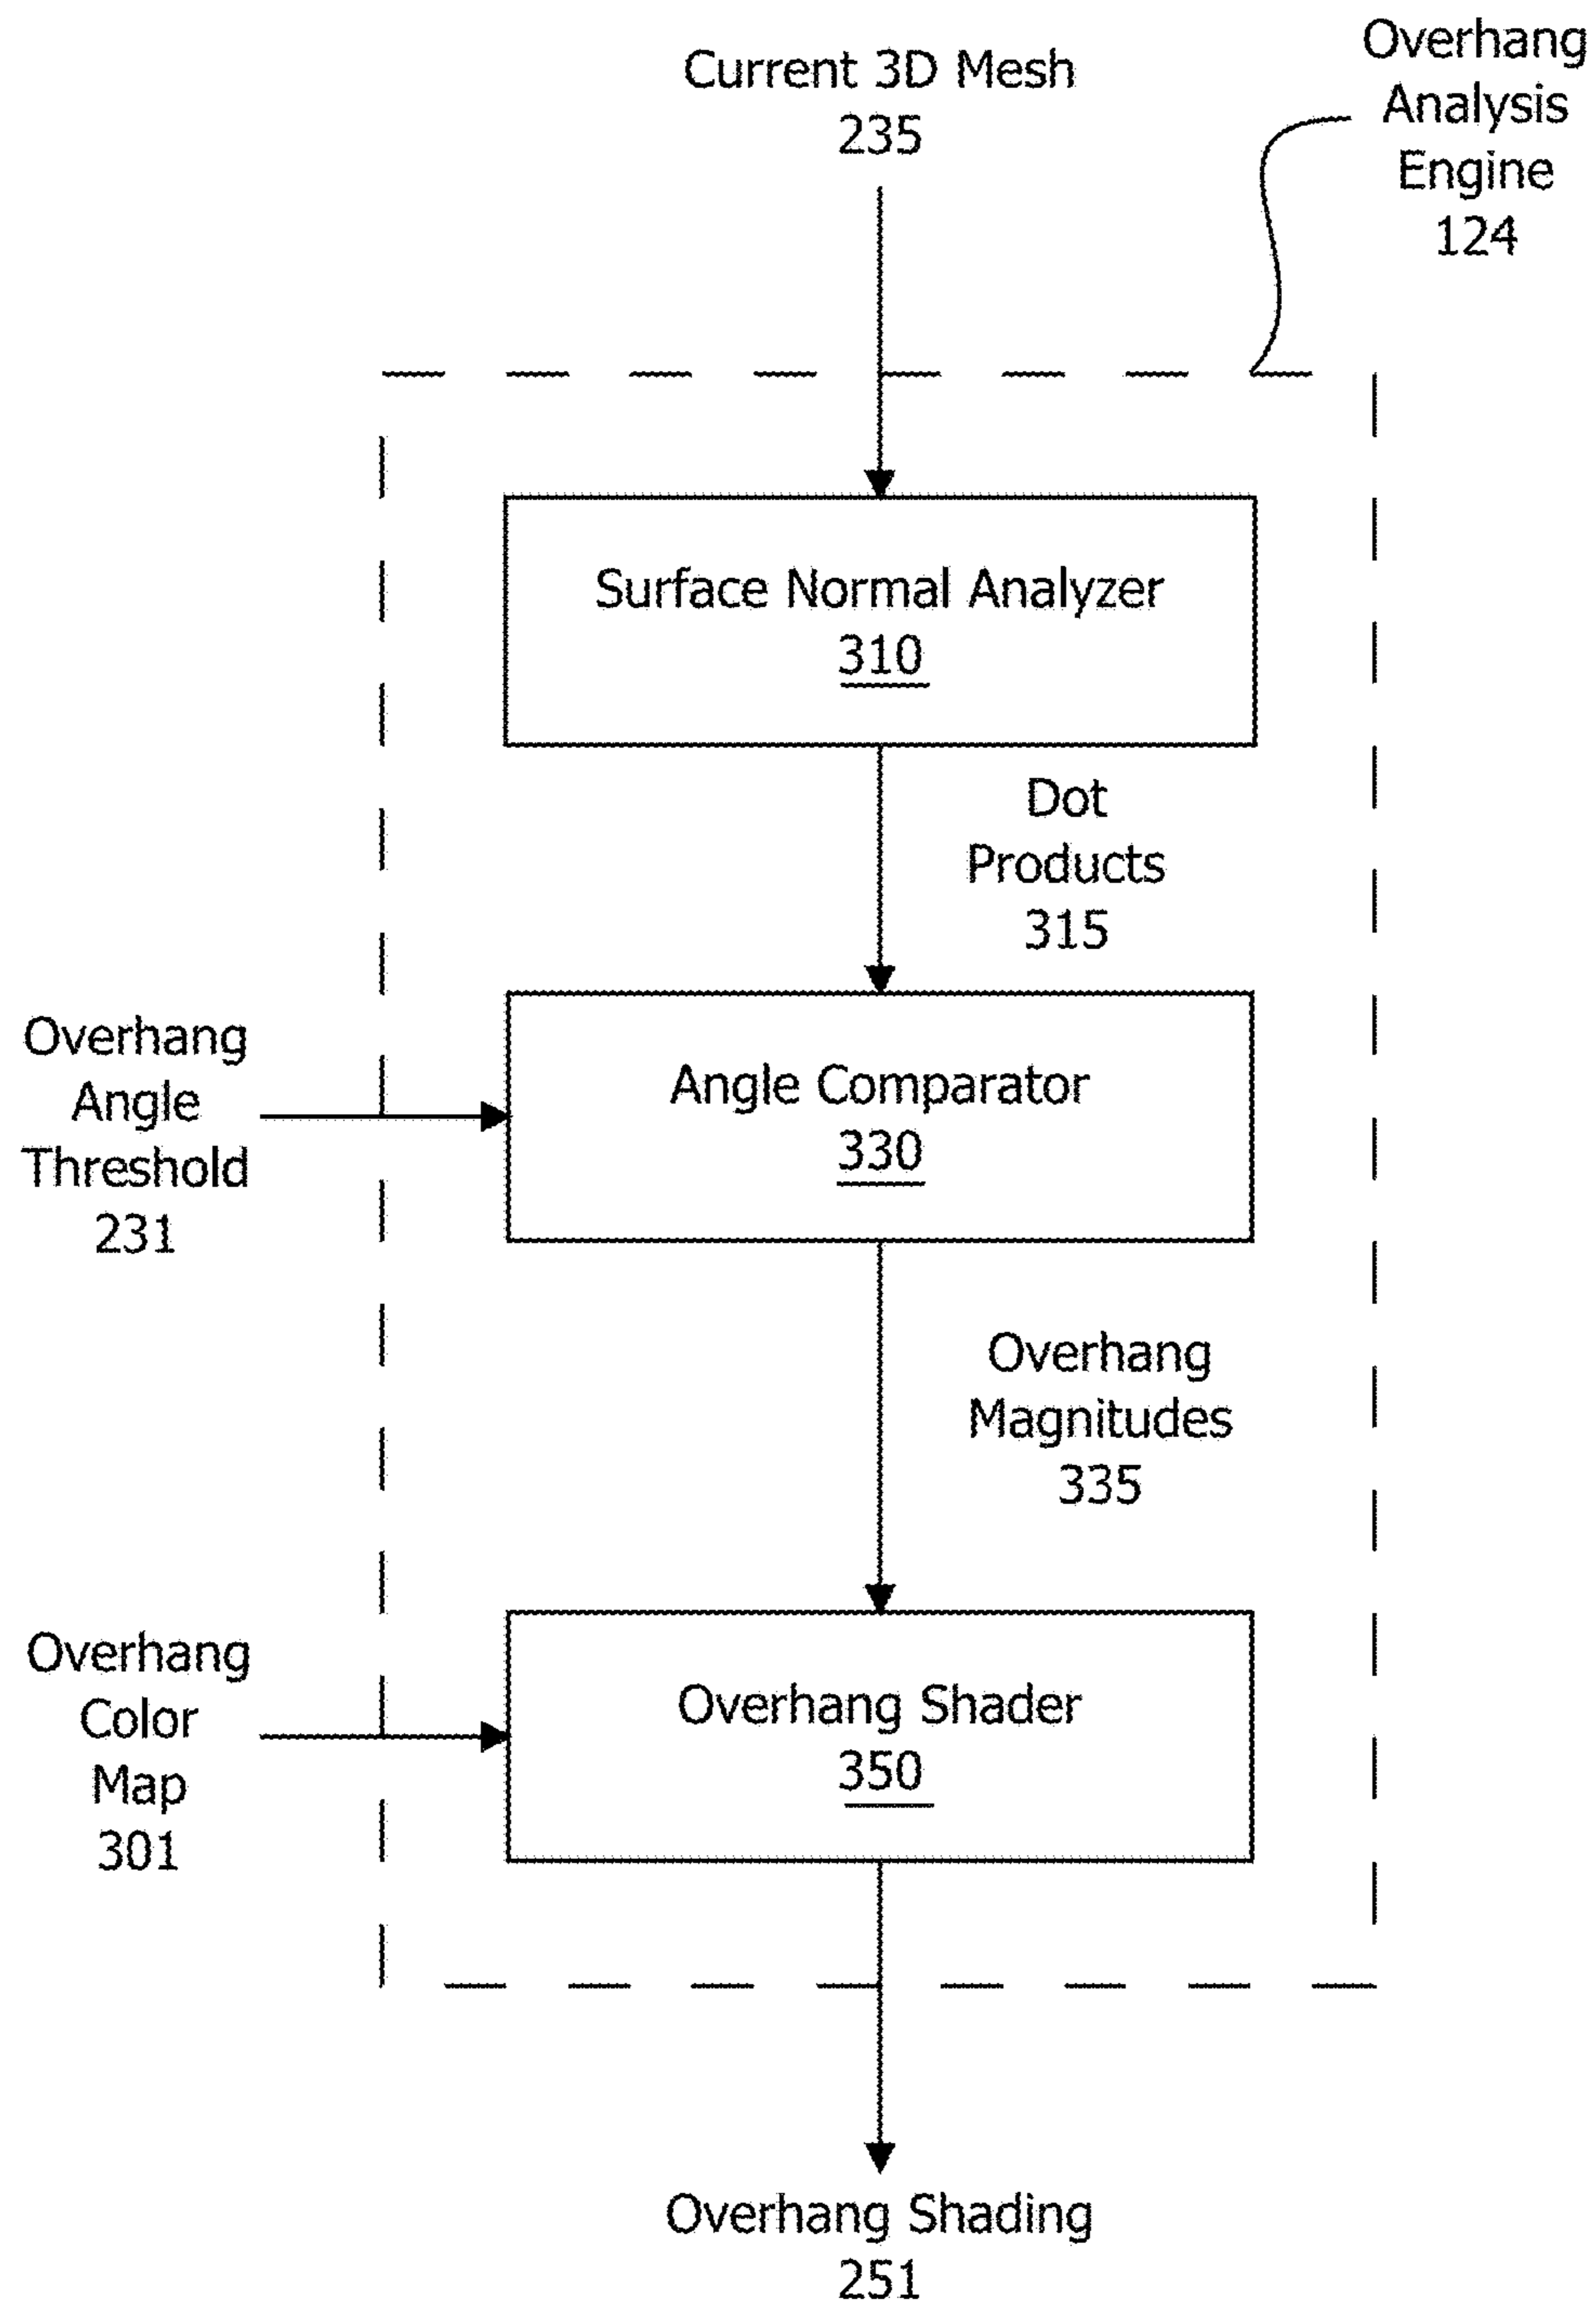 Current 3D Mesh
235
Overhang
Analysis
Engine
124
Surface Normal Analyzer
310
Dot
Products
315
Overhang
Angle
Threshold
231
Angle Comparator
330
Overhang
Magnitudes
335
Overhang
Color
Map
301
Overhang Shader
350
Overhang Shading
251